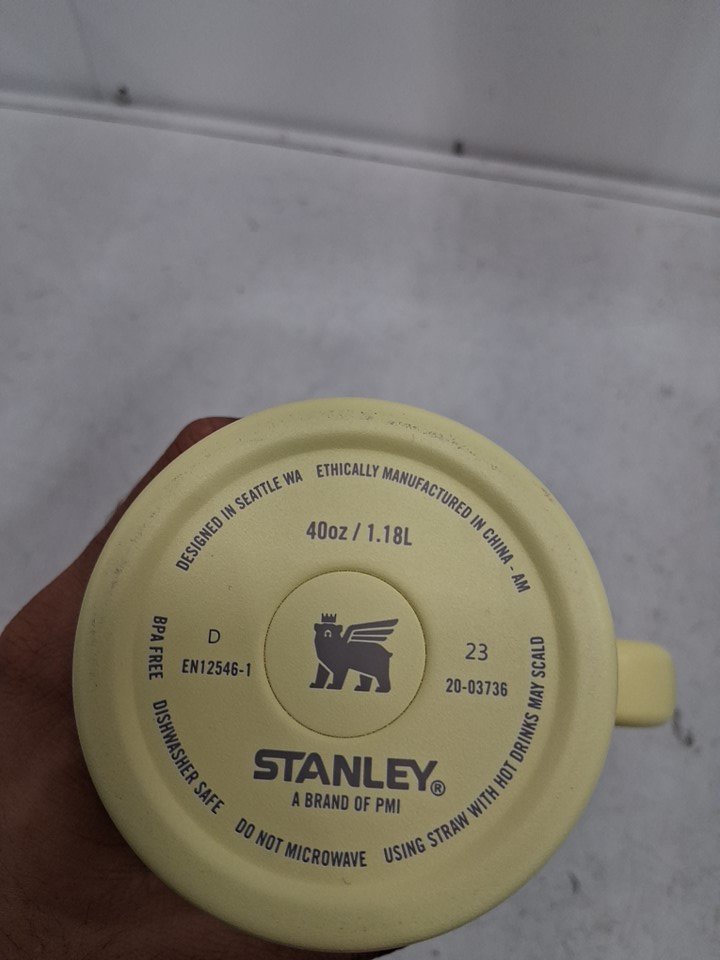 DESIGNED IN SEATTLE WA
ETHICALLY MANUFACTURED IN CHINA - AM
40oz / 1.18L
D
EN12546-1
23
20-03736
STANLEY®
A BRAND OF PMI
BPA FREE
DISHWASHER SAFE
DO NOT MICROWAVE
USING STRAW WITH HOT DRINKS MAY SCALD